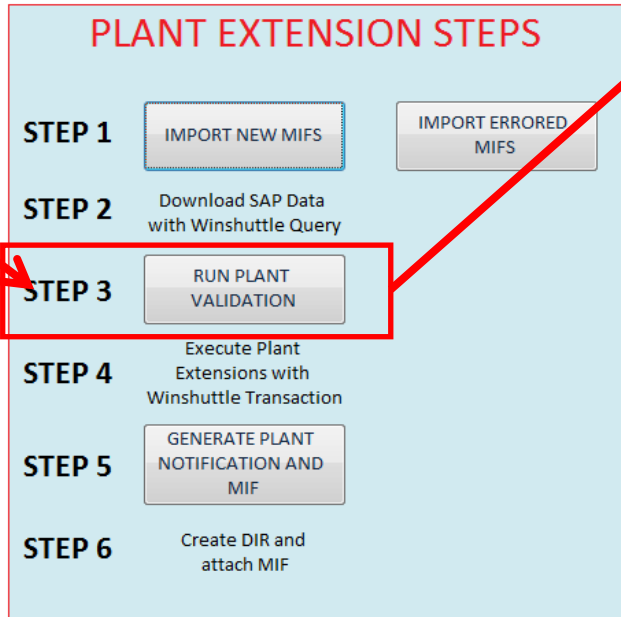 PLANT EXTENSION STEPS
STEP 1
IMPORT NEW MIFS
IMPORT ERRORED
MIFS
STEP 2
Download SAP Data
with Winshuttle Query
STEP 3
RUN PLANT
VALIDATION
STEP 4
Execute Plant
Extensions with
Winshuttle Transaction
STEP 5
GENERATE PLANT
NOTIFICATION AND
MIF
STEP 6
Create DIR and
attach MIF